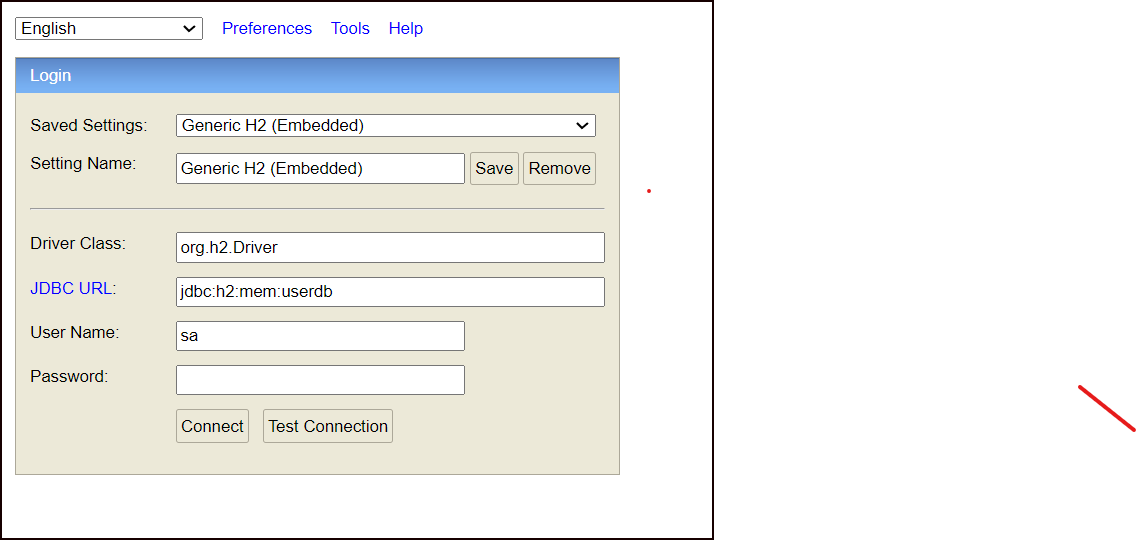 English Preferences Tools Help
Login
Saved Settings: Generic H2 (Embedded)
Setting Name: Generic H2 (Embedded) Save Remove
Driver Class: org.h2.Driver
JDBC URL: jdbc:h2:mem:userdb
User Name: sa
Password:
Connect Test Connection